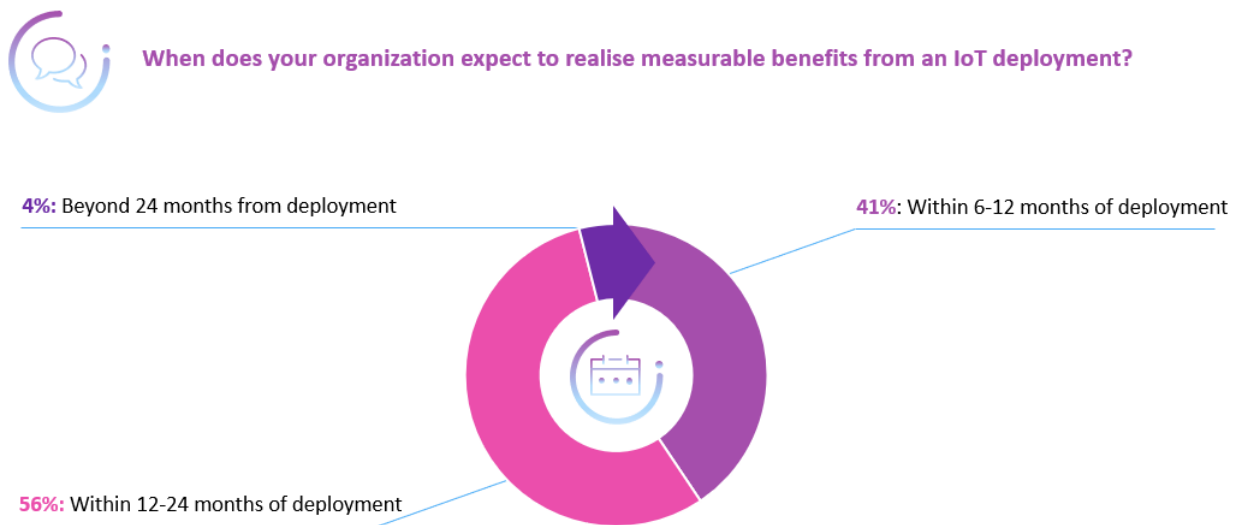 When does your organization expect to realise measurable benefits from an IoT deployment?
4%: Beyond 24 months from deployment
41%: Within 6-12 months of deployment
56%: Within 12-24 months of deployment